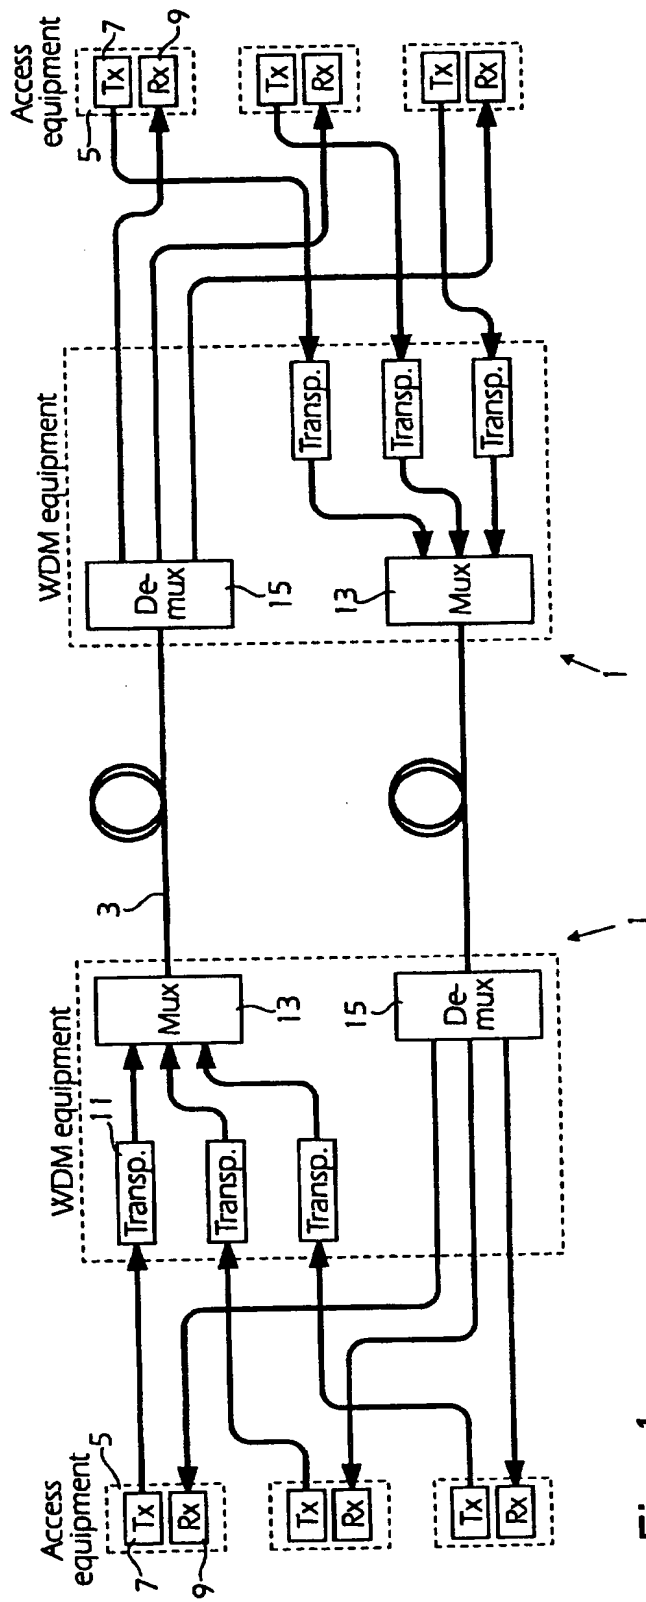 Access
equipment
5
7
Tx
9
Rx
Tx
Rx
Tx
Rx
WDM equipment
11
Transp.
Transp.
Transp.
Mux
13
15
De-
mux
1
3
WDM equipment
De-
mux
15
13
Mux
Transp.
Transp.
Transp.
1
Access
equipment
5
7
Tx
9
Rx
Tx
Rx
Tx
Rx